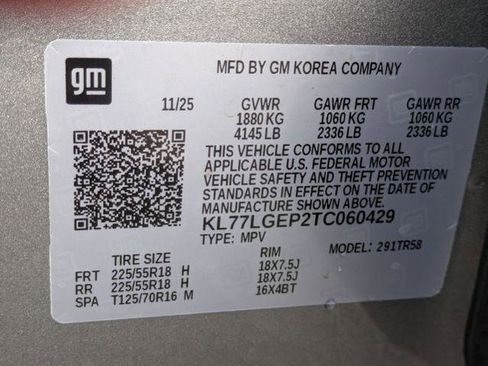 gm
MFD BY GM KOREA COMPANY
11/25 GVWR GAWR FRT GAWR RR
1880 KG 1060 KG 1060 KG
4145 LB 2336 LB 2336 LB
THIS VEHICLE CONFORMS TO ALL
APPLICABLE U.S. FEDERAL MOTOR
VEHICLE SAFETY AND THEFT PREVENTION
STANDARDS IN EFFECT ON THE DATE OF
MANUFACTURE SHOWN ABOVE.
KL77LGEP2TC060429
TYPE: MPV MODEL: 291TR58
TIRE SIZE RIM
FRT 225/55R18 H 18X7.5J
RR 225/55R18 H 18X7.5J
SPA T125/70R16 M 16X4BT